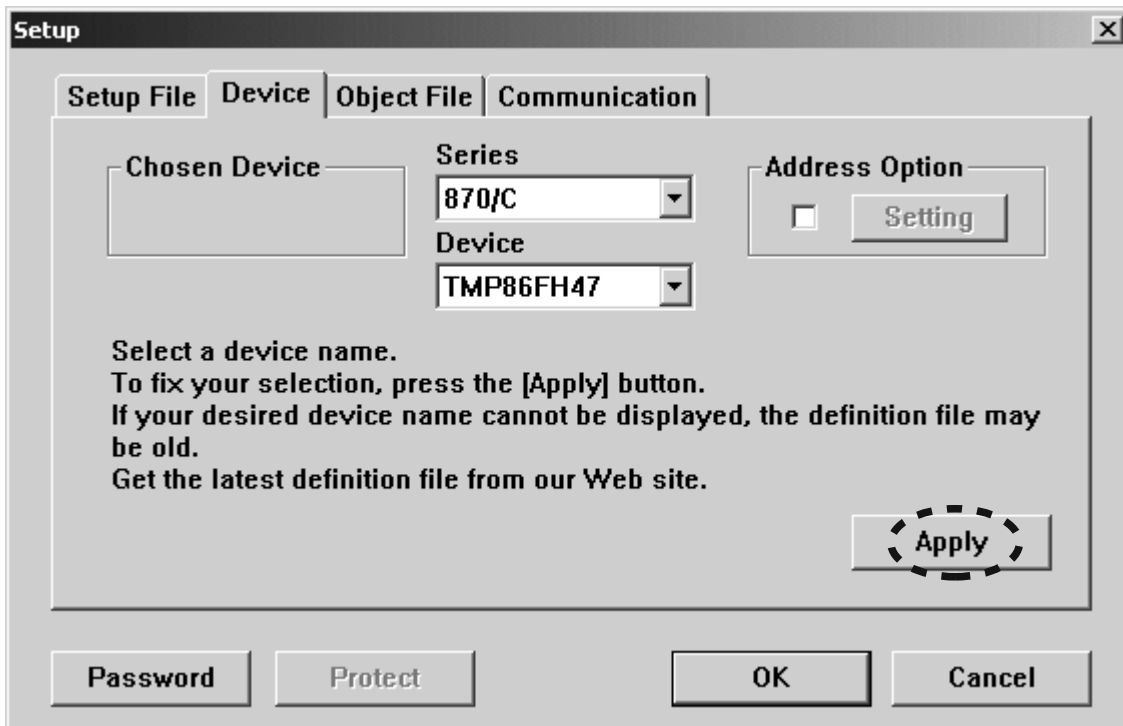 Setup
Setup File
Device
Object File
Communication
Chosen Device
Series
870/C
Device
TMP86FH47
Address Option
Setting
Select a device name.
To fix your selection, press the [Apply] button.
If your desired device name cannot be displayed, the definition file may
be old.
Get the latest definition file from our Web site.
Apply
Password
Protect
OK
Cancel